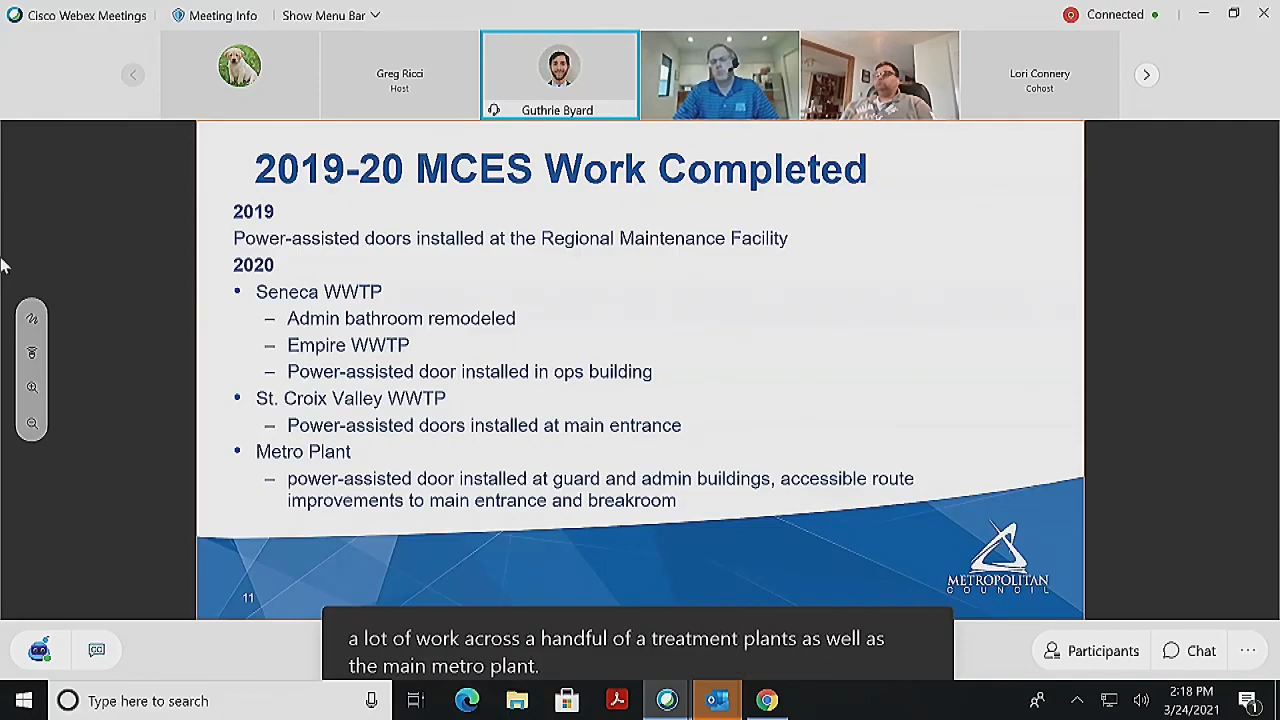 Cisco Webex Meetings
Meeting Info
Show Menu Bar
Connected
Greg Ricci
Host
Guthrie Byard
Lori Connery
Cohost
2019-20 MCES Work Completed
2019
Power-assisted doors installed at the Regional Maintenance Facility
2020
• Seneca WWTP
– Admin bathroom remodeled
– Empire WWTP
– Power-assisted door installed in ops building
• St. Croix Valley WWTP
– Power-assisted doors installed at main entrance
• Metro Plant
– power-assisted door installed at guard and admin buildings, accessible route
improvements to main entrance and breakroom
METROPOLITAN
COUNCIL
11
a lot of work across a handful of a treatment plants as well as
the main metro plant.
Participants
Chat
Type here to search
2:18 PM
3/24/2021
1